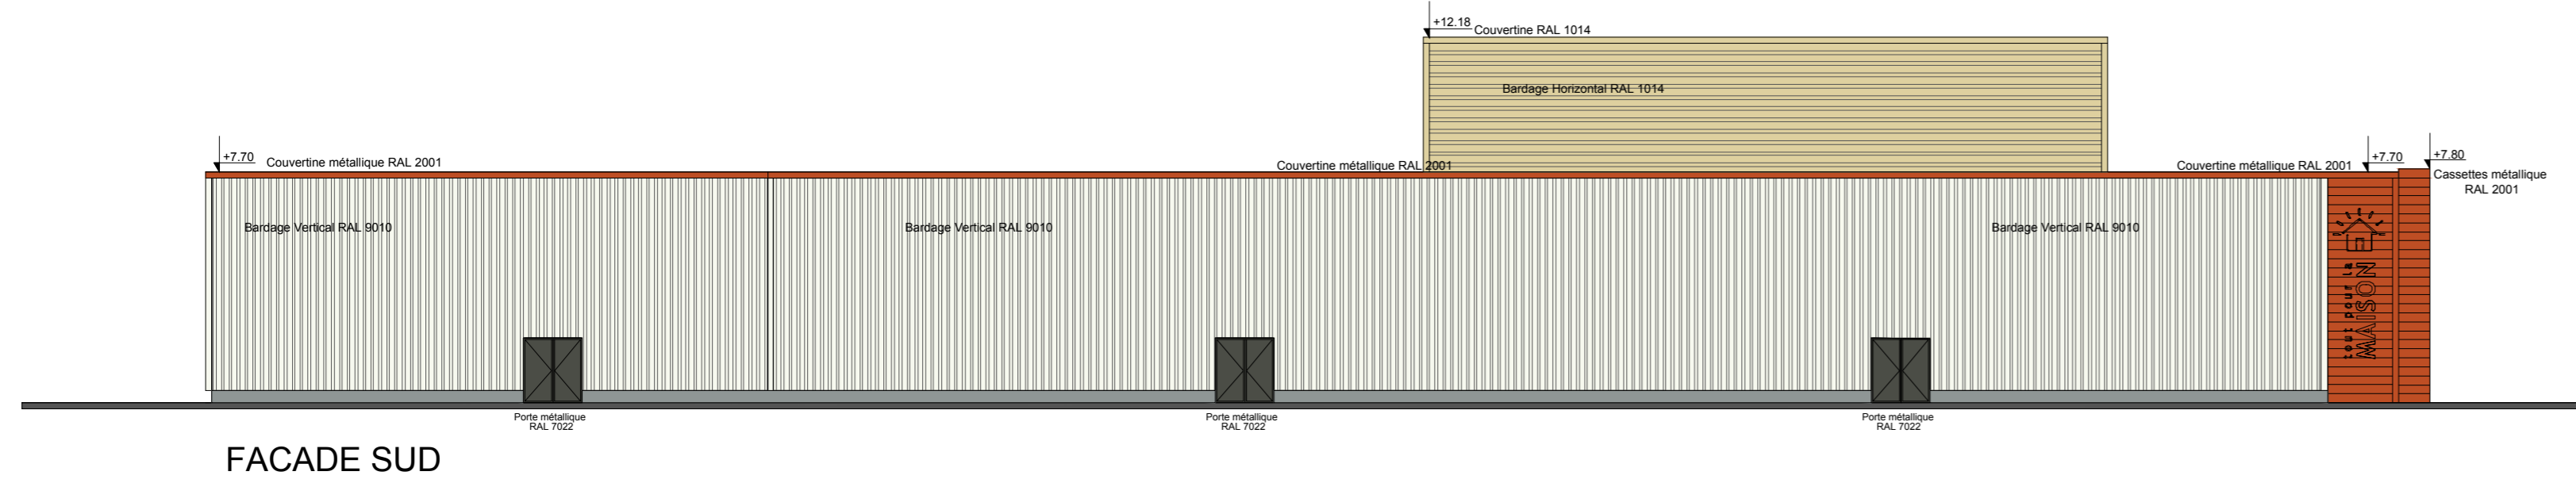 +12.18
Couvertine RAL 1014
Bardage Horizontal RAL 1014
+7.70
Couvertine métallique RAL 2001
Couvertine métallique RAL 2001
Couvertine métallique RAL 2001
+7.70
+7.80
Cassettes métallique
RAL 2001
Bardage Vertical RAL 9010
Bardage Vertical RAL 9010
Bardage Vertical RAL 9010
tout pour la
MAISON
Porte métallique
RAL 7022
Porte métallique
RAL 7022
Porte métallique
RAL 7022
FACADE SUD